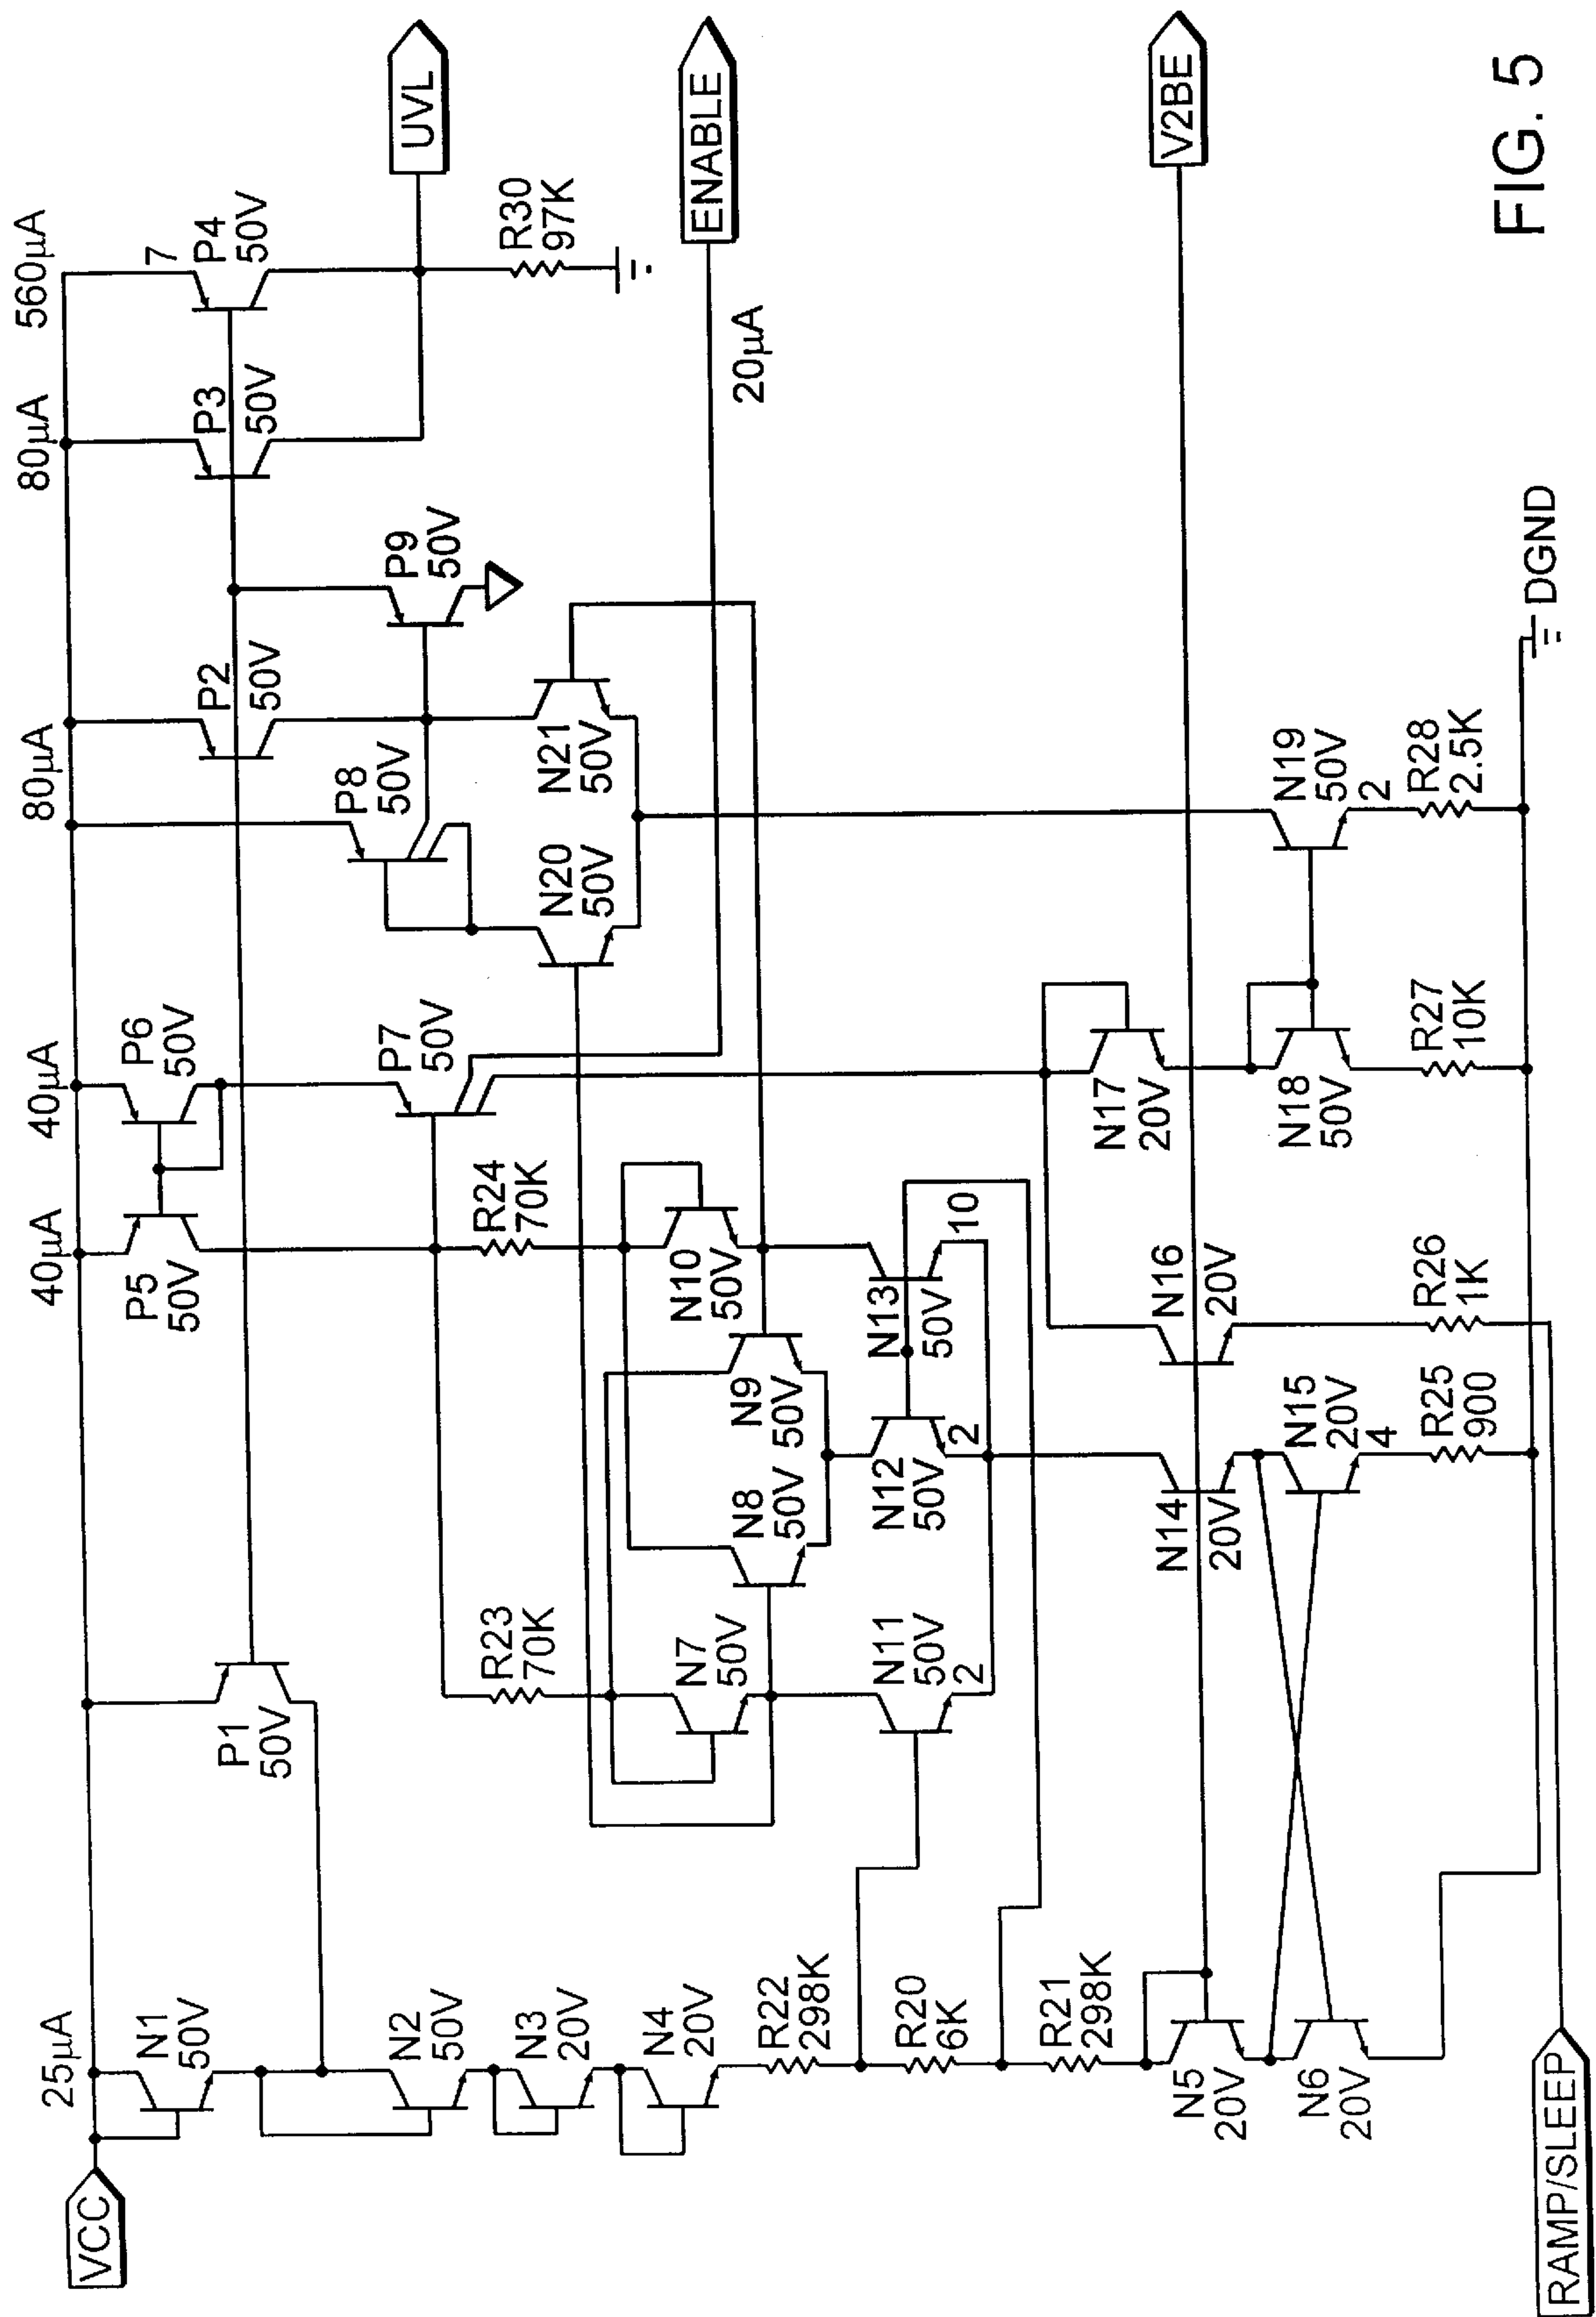 VCC
25µA
N1
50V
N2
50V
N3
20V
N4
20V
R22
298K
R20
6K
R21
298K
N5
20V
N6
20V
RAMP/SLEEP
P1
50V
R23
70K
N7
50V
N11
50V
2
N8
50V
N9
50V
N12
50V
2
N14
20V
N15
20V
4
R25
900
40µA
P5
50V
R24
70K
N10
50V
N13
50V
10
N16
20V
R26
1K
40µA
P6
50V
P7
50V
N17
20V
N18
50V
R27
10K
80µA
P8
50V
P2
50V
N20
50V
N21
50V
N19
50V
2
R28
2.5K
DGND
P9
50V
80µA
P3
50V
560µA
7
P4
50V
R30
97K
20µA
UVL
ENABLE
V2BE
FIG. 5